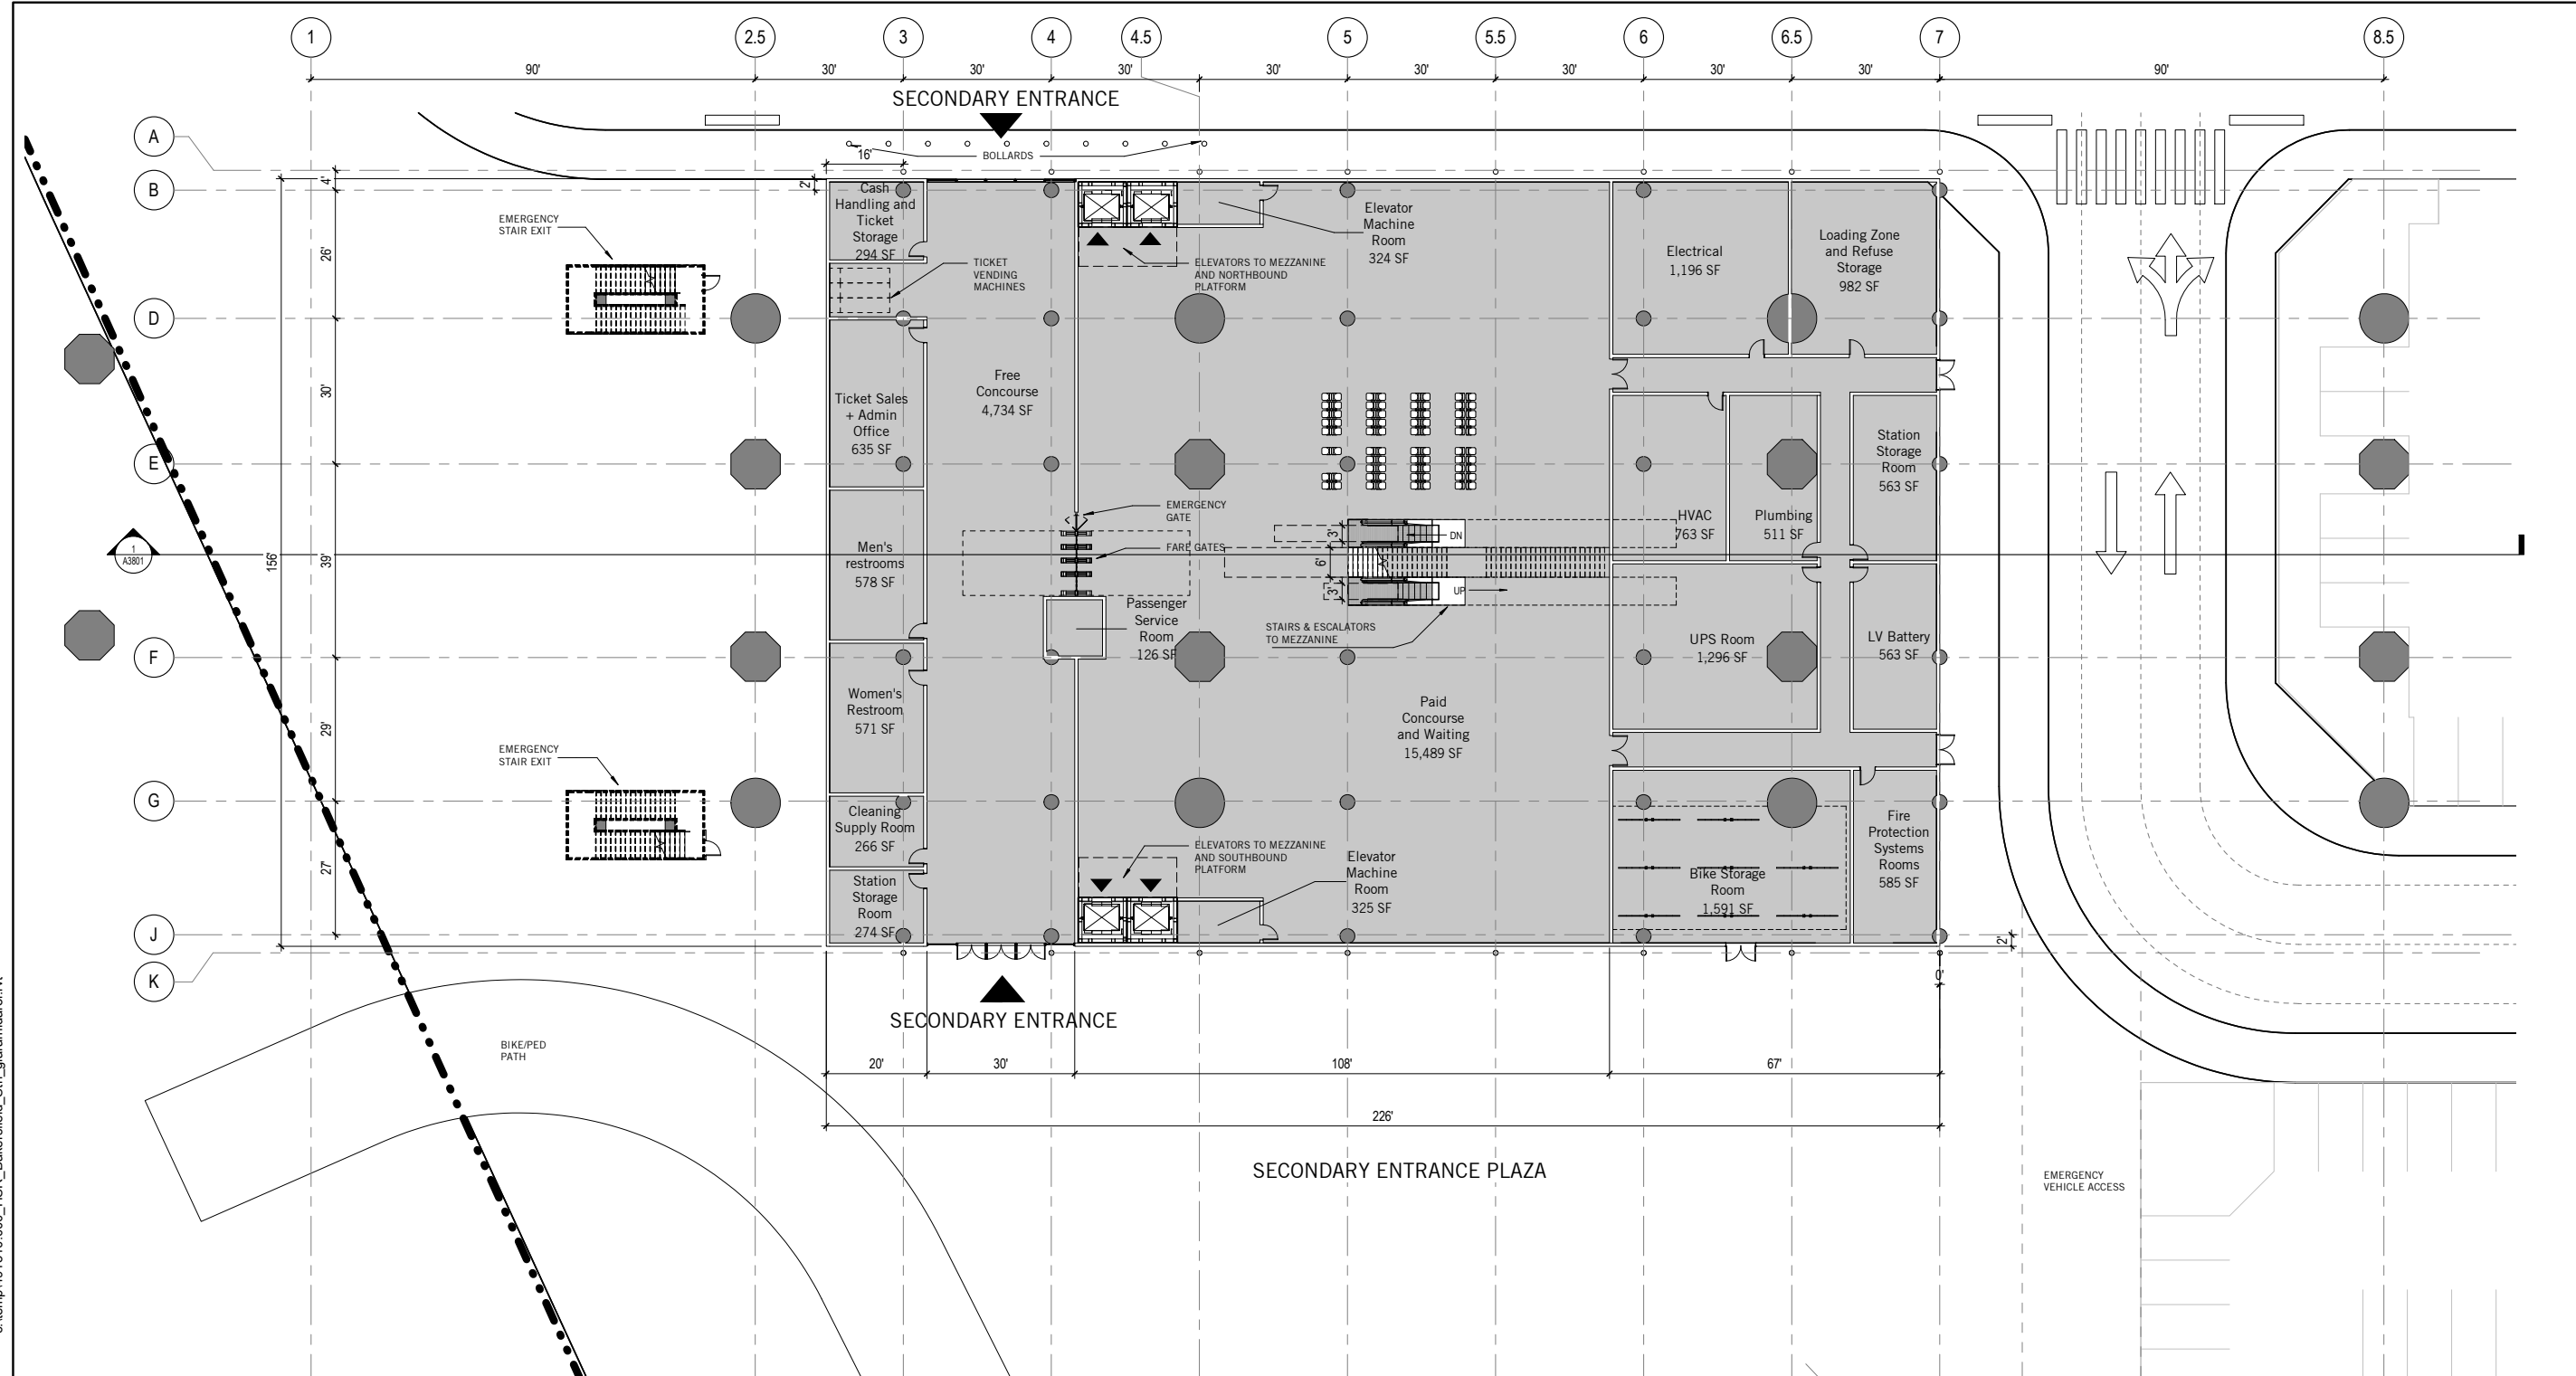 1
2.5
3
4
4.5
5
5.5
6
6.5
7
8.5
90'
30'
30'
30'
30'
30'
30'
30'
30'
90'
SECONDARY ENTRANCE
A
B
D
E
F
G
J
K
BOLLARDS
16'
2'
4'
26'
30'
39'
29'
27'
156'
1
A3801
EMERGENCY
STAIR EXIT
EMERGENCY
STAIR EXIT
Cash
Handling and
Ticket
Storage
294 SF
TICKET
VENDING
MACHINES
ELEVATORS TO MEZZANINE
AND NORTHBOUND
PLATFORM
Elevator
Machine
Room
324 SF
Electrical
1,196 SF
Loading Zone
and Refuse
Storage
982 SF
Free
Concourse
4,734 SF
Ticket Sales
+ Admin
Office
635 SF
Station
Storage
Room
563 SF
EMERGENCY
GATE
FARE GATES
HVAC
763 SF
Plumbing
511 SF
Men's
restrooms
578 SF
3'
6'
3'
DN
UP
Passenger
Service
Room
126 SF
STAIRS & ESCALATORS
TO MEZZANINE
UPS Room
1,296 SF
LV Battery
563 SF
Women's
Restroom
571 SF
Paid
Concourse
and Waiting
15,489 SF
Cleaning
Supply Room
266 SF
ELEVATORS TO MEZZANINE
AND SOUTHBOUND
PLATFORM
Elevator
Machine
Room
325 SF
Bike Storage
Room
1,591 SF
Fire
Protection
Systems
Rooms
585 SF
Station
Storage
Room
274 SF
2'
0'
SECONDARY ENTRANCE
BIKE/PED
PATH
20'
30'
108'
67'
226'
SECONDARY ENTRANCE PLAZA
EMERGENCY
VEHICLE ACCESS